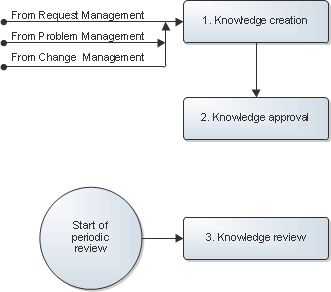 From Request Management
From Problem Management
From Change Management
1. Knowledge creation
2. Knowledge approval
Start of
periodic
review
3. Knowledge review